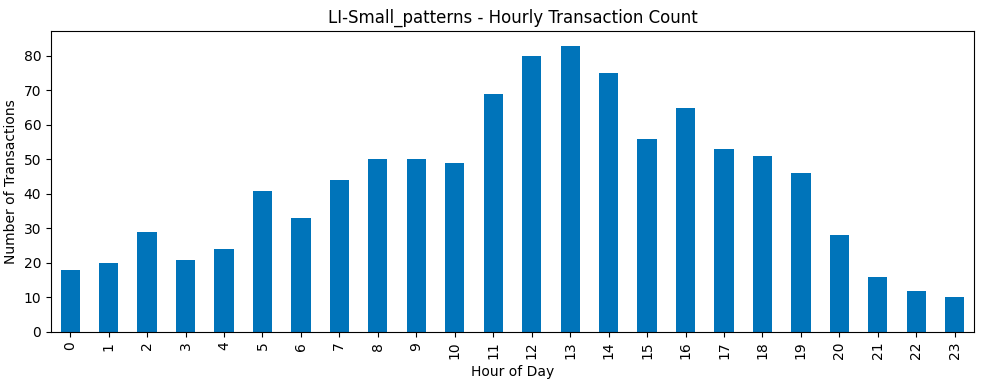 LI-Small_patterns - Hourly Transaction Count
Number of Transactions
80
70
60
50
40
30
20
10
0
0 1 2 3 4 5 6 7 8 9 10 11 12 13 14 15 16 17 18 19 20 21 22 23
Hour of Day